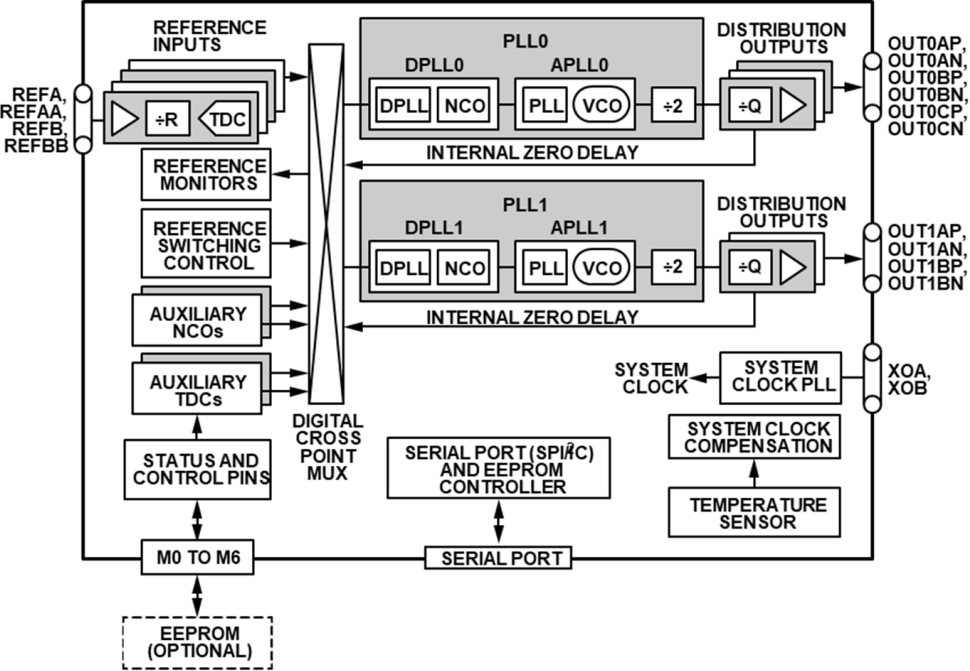 REFERENCE
INPUTS
REFA,
REFAA,
REFB,
REFBB
÷R
TDC
REFERENCE
MONITORS
REFERENCE
SWITCHING
CONTROL
AUXILIARY
NCOs
AUXILIARY
TDCs
STATUS AND
CONTROL PINS
M0 TO M6
EEPROM
(OPTIONAL)
DIGITAL
CROSS
POINT
MUX
PLL0
DPLL0
APLL0
DPLL
NCO
PLL
VCO
÷2
INTERNAL ZERO DELAY
DISTRIBUTION
OUTPUTS
÷Q
OUT0AP,
OUT0AN,
OUT0BP,
OUT0BN,
OUT0CP,
OUT0CN
PLL1
DPLL1
APLL1
DPLL
NCO
PLL
VCO
÷2
INTERNAL ZERO DELAY
DISTRIBUTION
OUTPUTS
÷Q
OUT1AP,
OUT1AN,
OUT1BP,
OUT1BN
SYSTEM
CLOCK
SYSTEM
CLOCK PLL
XOA,
XOB
SYSTEM CLOCK
COMPENSATION
TEMPERATURE
SENSOR
SERIAL PORT (SPI/I²C)
AND EEPROM
CONTROLLER
SERIAL PORT